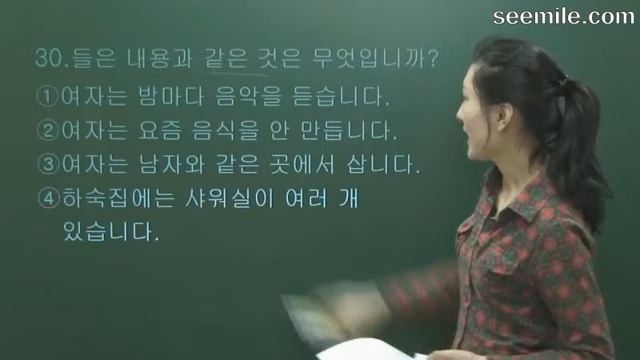 seemile.com
30.들은 내용과 같은 것은 무엇입니까?
①여자는 밤마다 음악을 듣습니다.
②여자는 요즘 음식을 안 만듭니다.
③여자는 남자와 같은 곳에서 삽니다.
④하숙집에는 샤워실이 여러 개
있습니다.